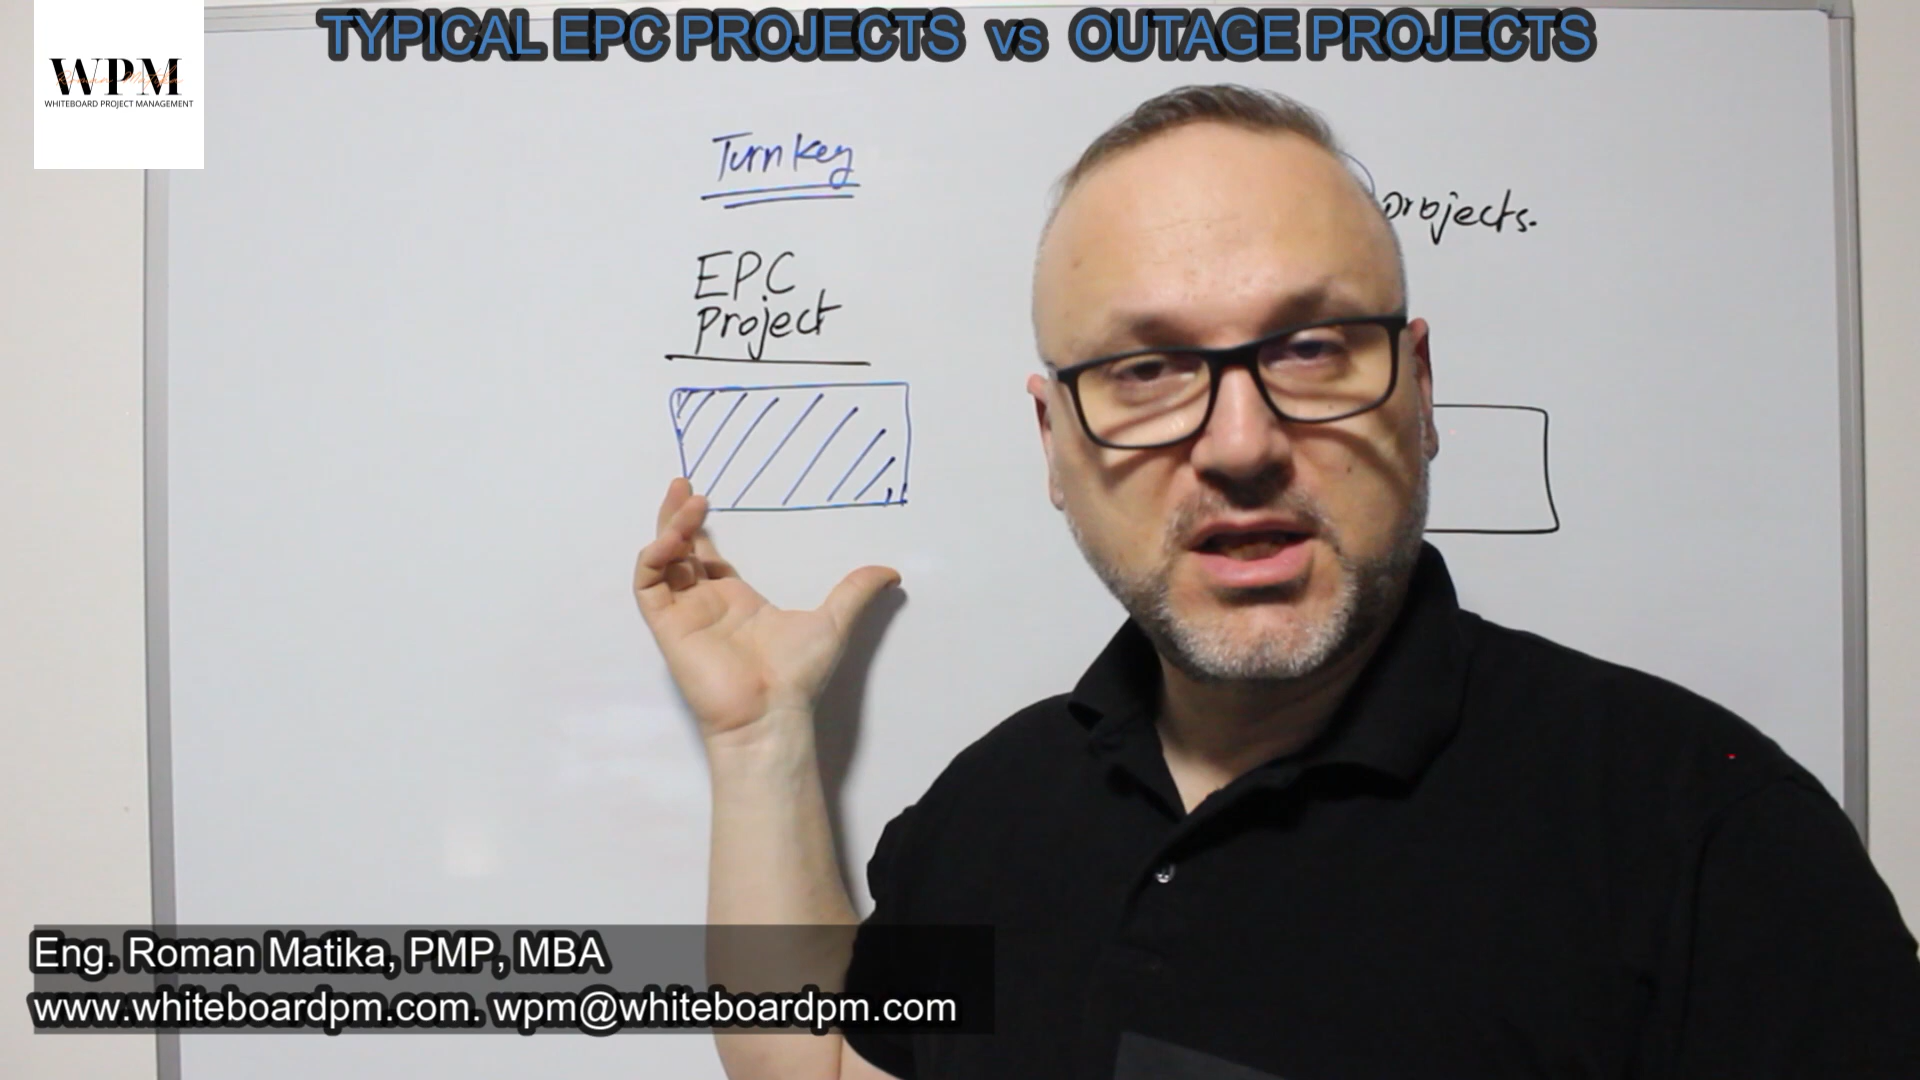 TYPICAL EPC PROJECTS vs OUTAGE PROJECTS
WPM
WHITEBOARD PROJECT MANAGEMENT
Turn key
projects.
EPC
Project
Eng. Roman Matika, PMP, MBA
www.whiteboardpm.com. wpm@whiteboardpm.com